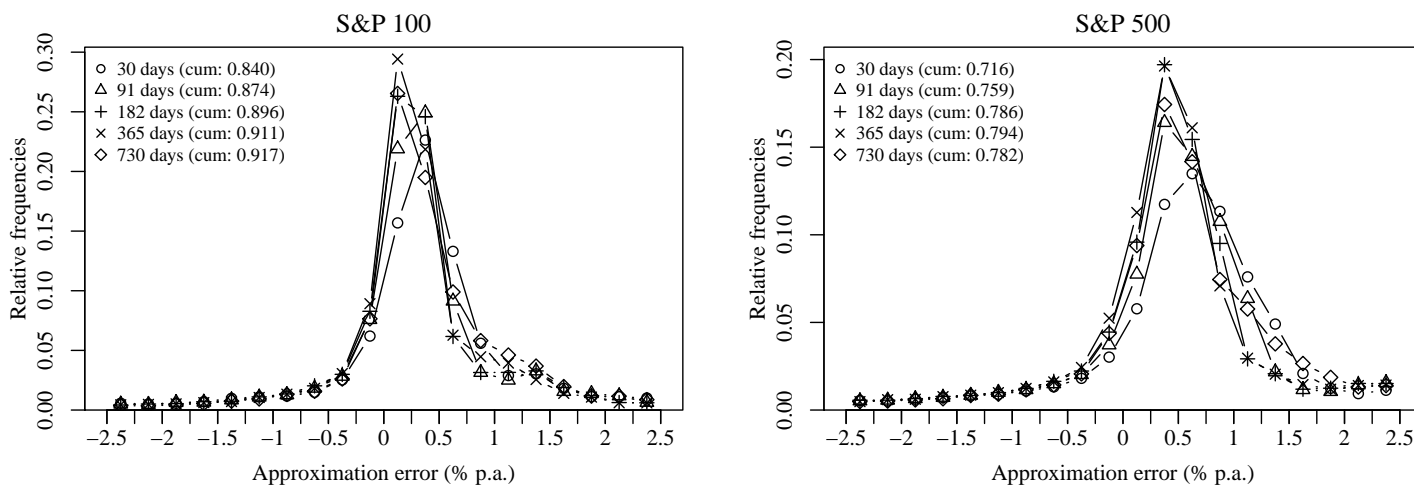 S&P 100
Relative frequencies
0.30
0.25
0.20
0.15
0.10
0.05
0.00
30 days (cum: 0.840)
91 days (cum: 0.874)
182 days (cum: 0.896)
365 days (cum: 0.911)
730 days (cum: 0.917)
−2.5 −2 −1.5 −1 −0.5 0 0.5 1 1.5 2 2.5
Approximation error (% p.a.)
S&P 500
Relative frequencies
0.20
0.15
0.10
0.05
0.00
30 days (cum: 0.716)
91 days (cum: 0.759)
182 days (cum: 0.786)
365 days (cum: 0.794)
730 days (cum: 0.782)
−2.5 −2 −1.5 −1 −0.5 0 0.5 1 1.5 2 2.5
Approximation error (% p.a.)